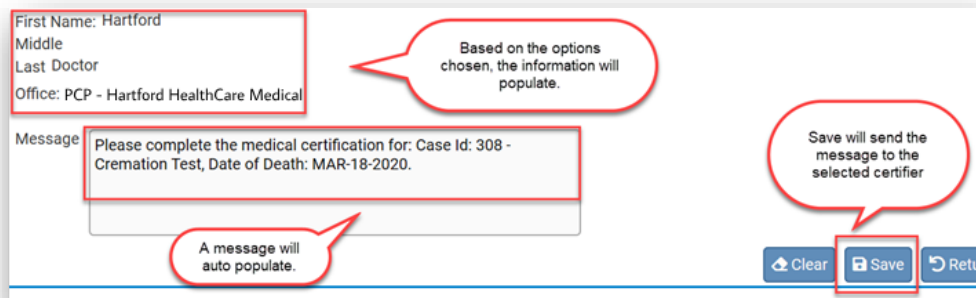 First Name: Hartford
Middle
Last Doctor
Office: PCP - Hartford HealthCare Medical
Based on the options
chosen, the information will
populate.
Message
Please complete the medical certification for: Case Id: 308 -
Cremation Test, Date of Death: MAR-18-2020.
Save will send the
message to the
selected certifier
A message will
auto populate.
Clear
Save
Retu